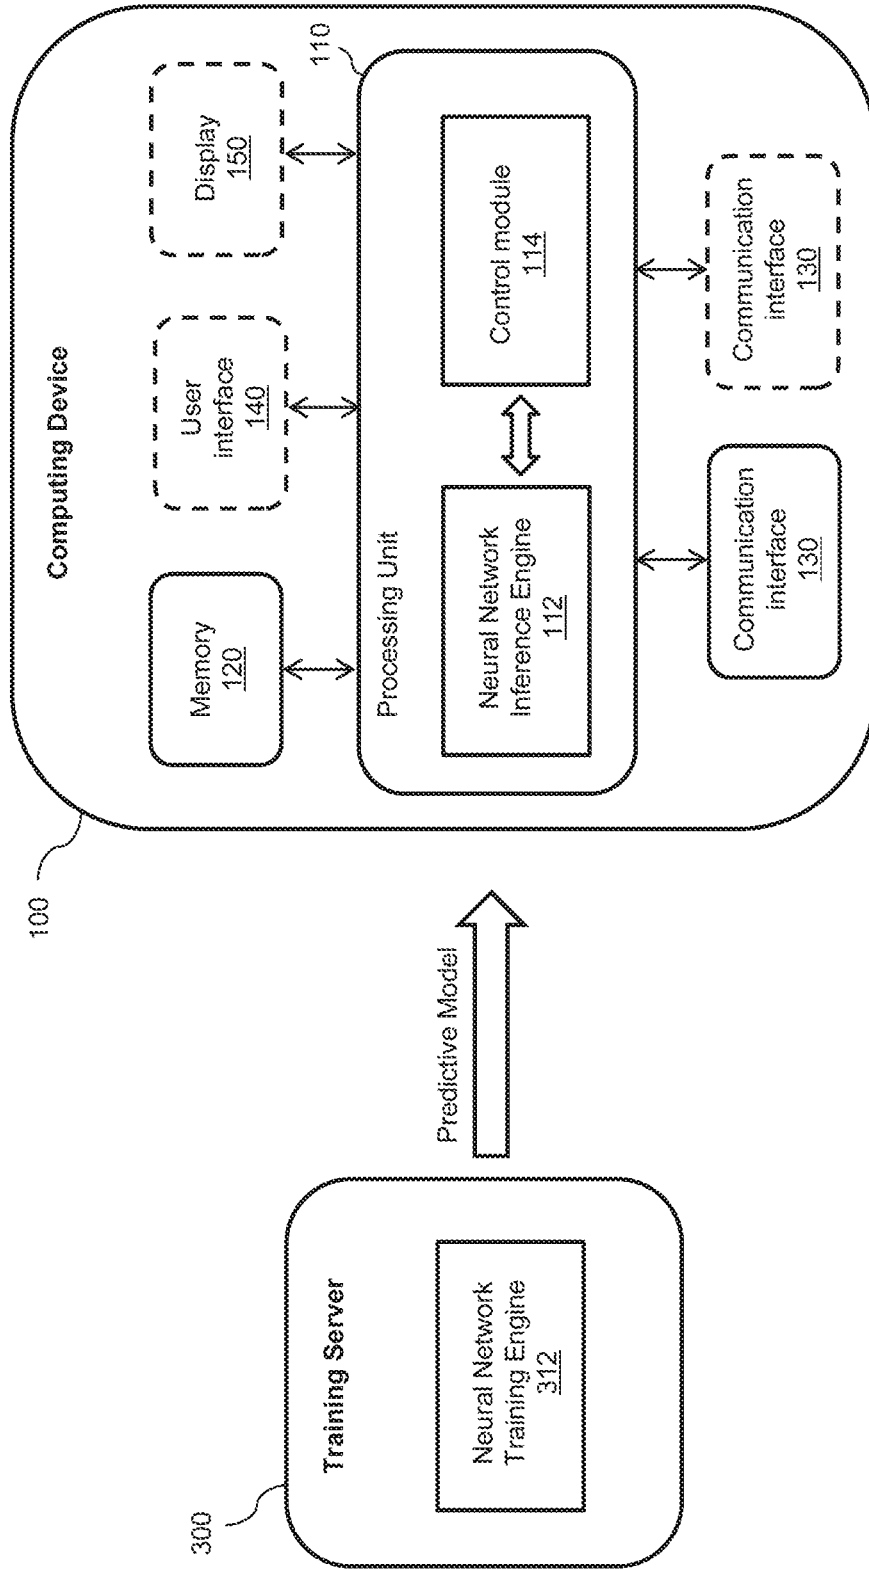 300
Training Server
Neural Network
Training Engine
312
Predictive Model
100
Computing Device
Memory
120
User
interface
140
Display
150
110
Processing Unit
Neural Network
Inference Engine
112
Control module
114
Communication
interface
130
Communication
interface
130